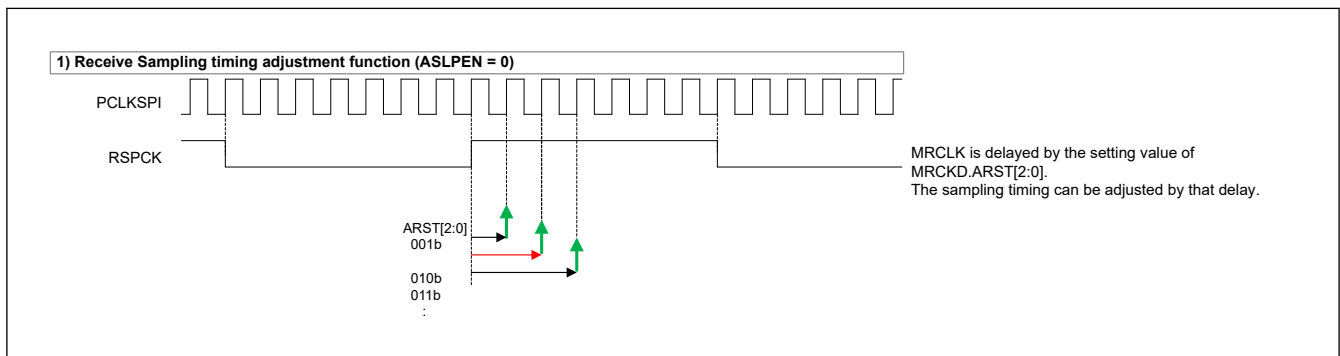 1) Receive Sampling timing adjustment function (ASLPEN = 0)
PCLKSPI
RSPCK
MRCLK is delayed by the setting value of
MRCKD.ARST[2:0].
The sampling timing can be adjusted by that delay.
ARST[2:0]
001b
010b
011b
: